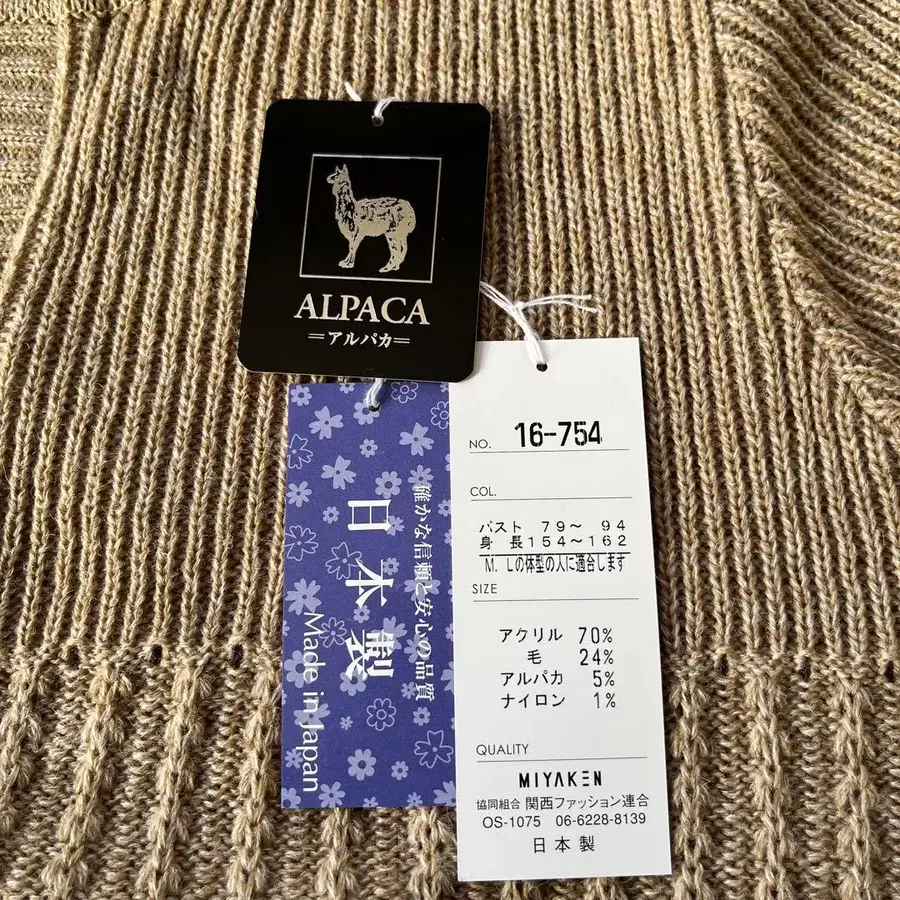 ALPACA
=アルパカ=
確かな信頼と安心の品質
日本製
Made in Japan
NO. 16-754
COL.
バスト 79～ 94
身 長154～162
M. Lの体型の人に適合します
SIZE
アクリル 70%
毛 24%
アルパカ 5%
ナイロン 1%
QUALITY
MIYAKEN
協同組合 関西ファッション連合
OS-1075 06-6228-8139
日本製